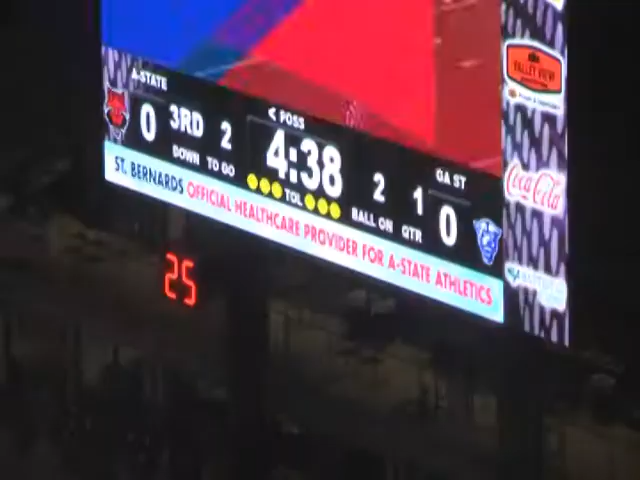 A-STATE
0
3RD
DOWN
2
TO GO
< POSS
4:38
TOL
2
BALL ON
1
QTR
GA ST
0
ST. BERNARDS OFFICIAL HEALTHCARE PROVIDER FOR A-STATE ATHLETICS
25
VALLEY VIEW
Coca-Cola